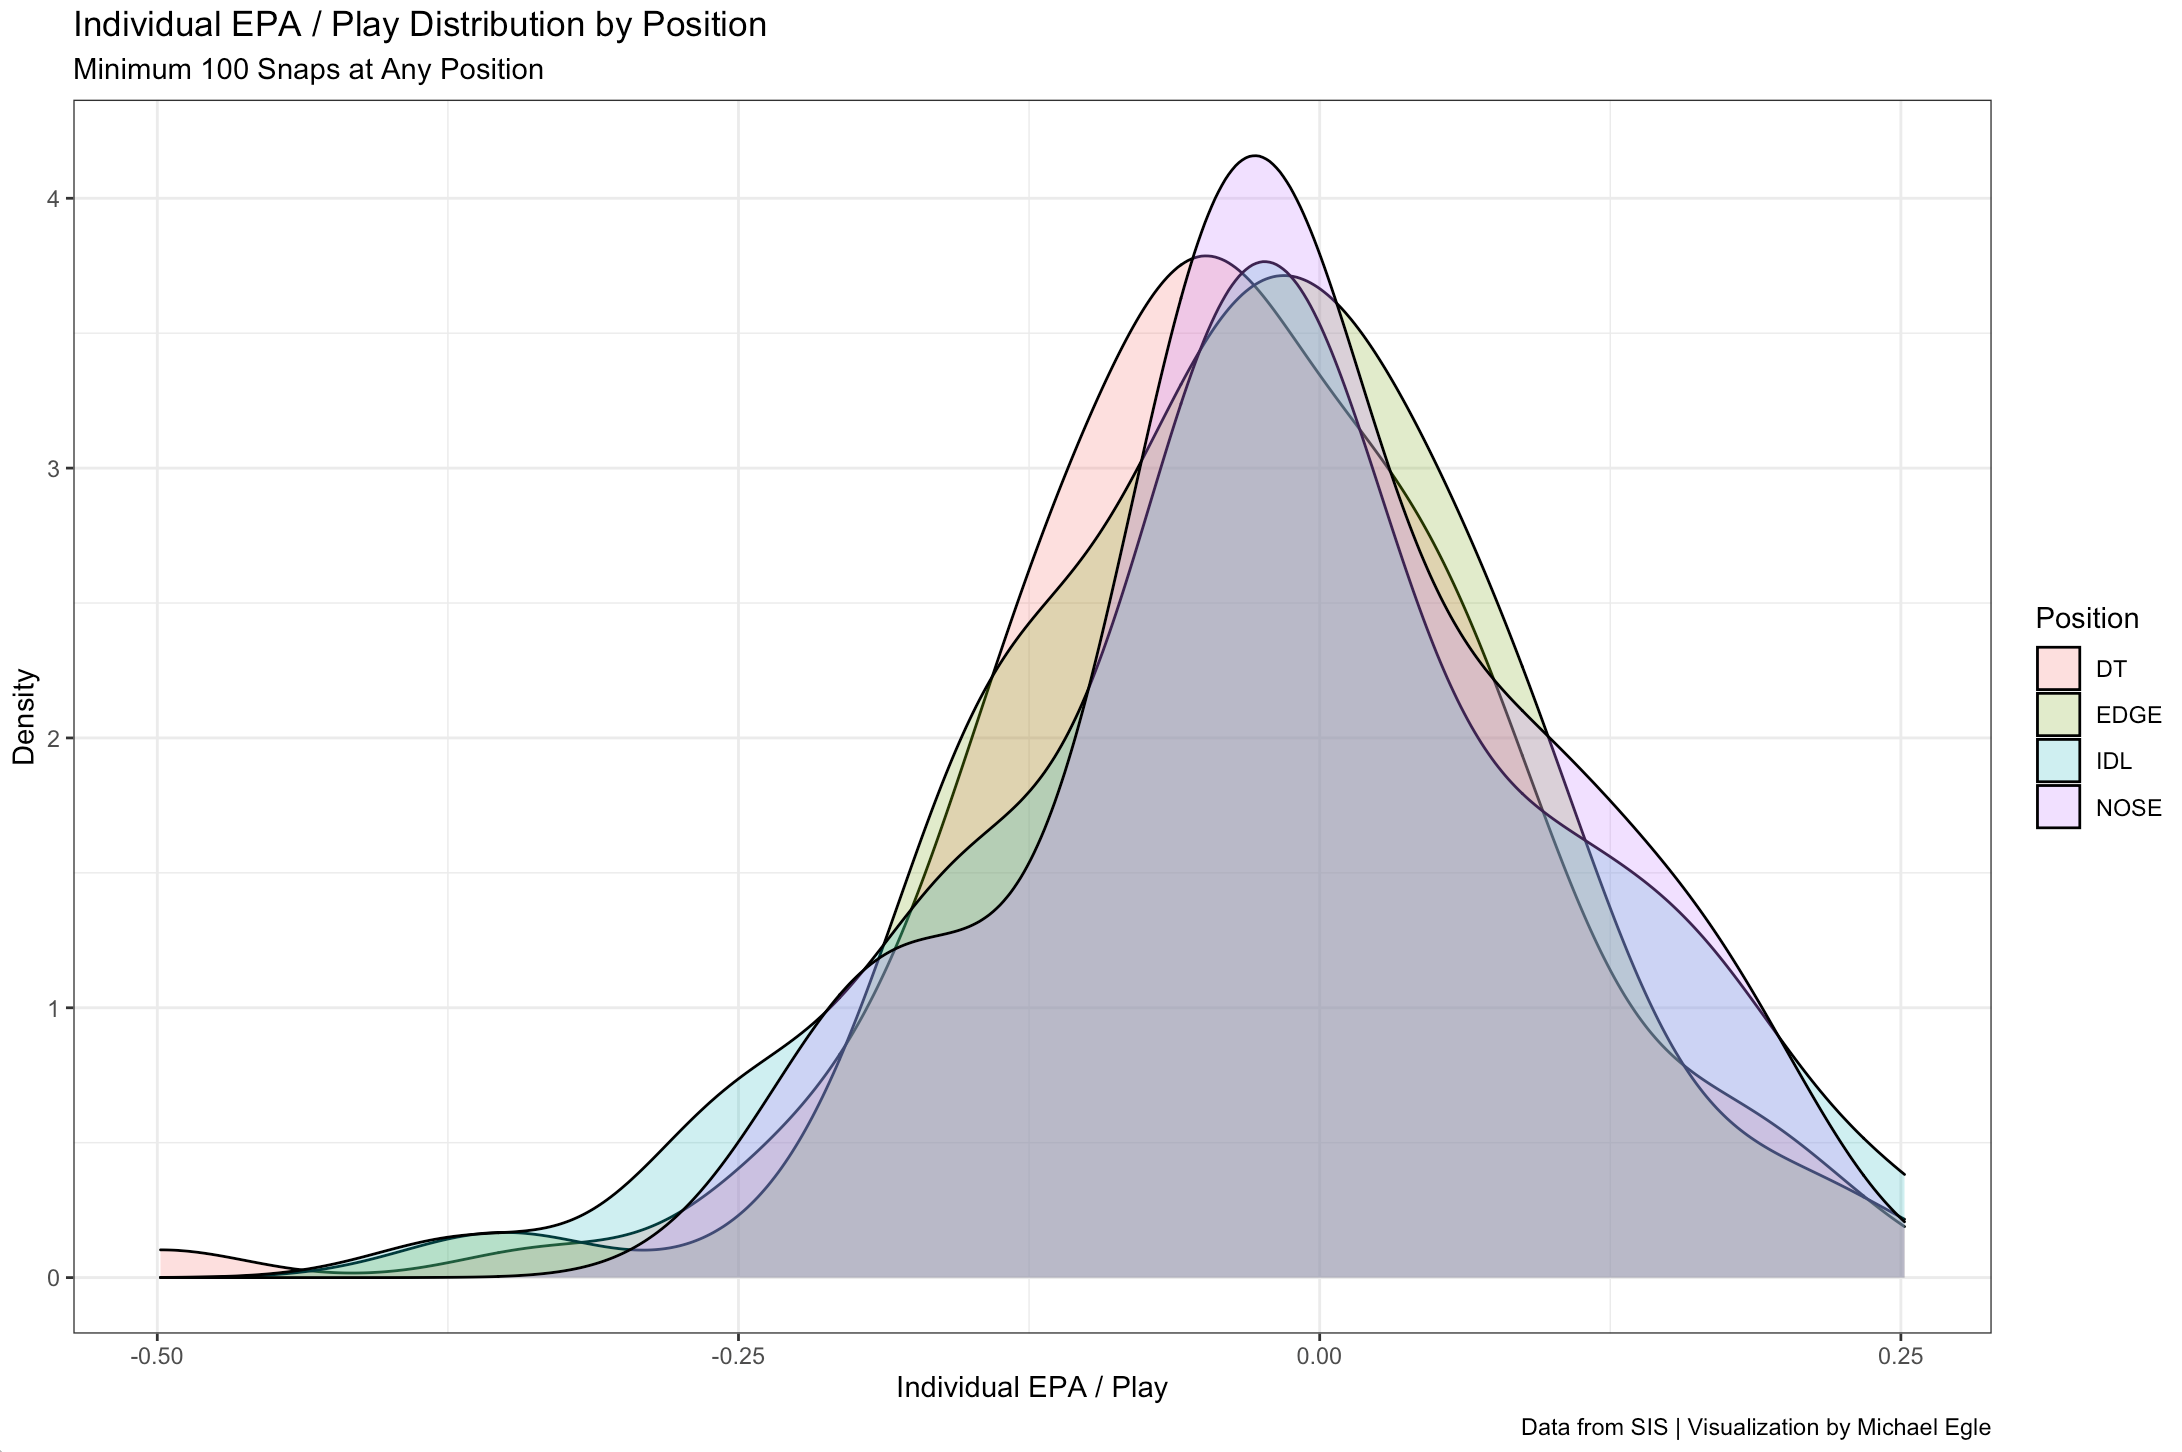 Individual EPA / Play Distribution by Position
Minimum 100 Snaps at Any Position
4
3
2
1
0
Density
-0.50
-0.25
0.00
0.25
Individual EPA / Play
Position
DT
EDGE
IDL
NOSE
Data from SIS | Visualization by Michael Egle